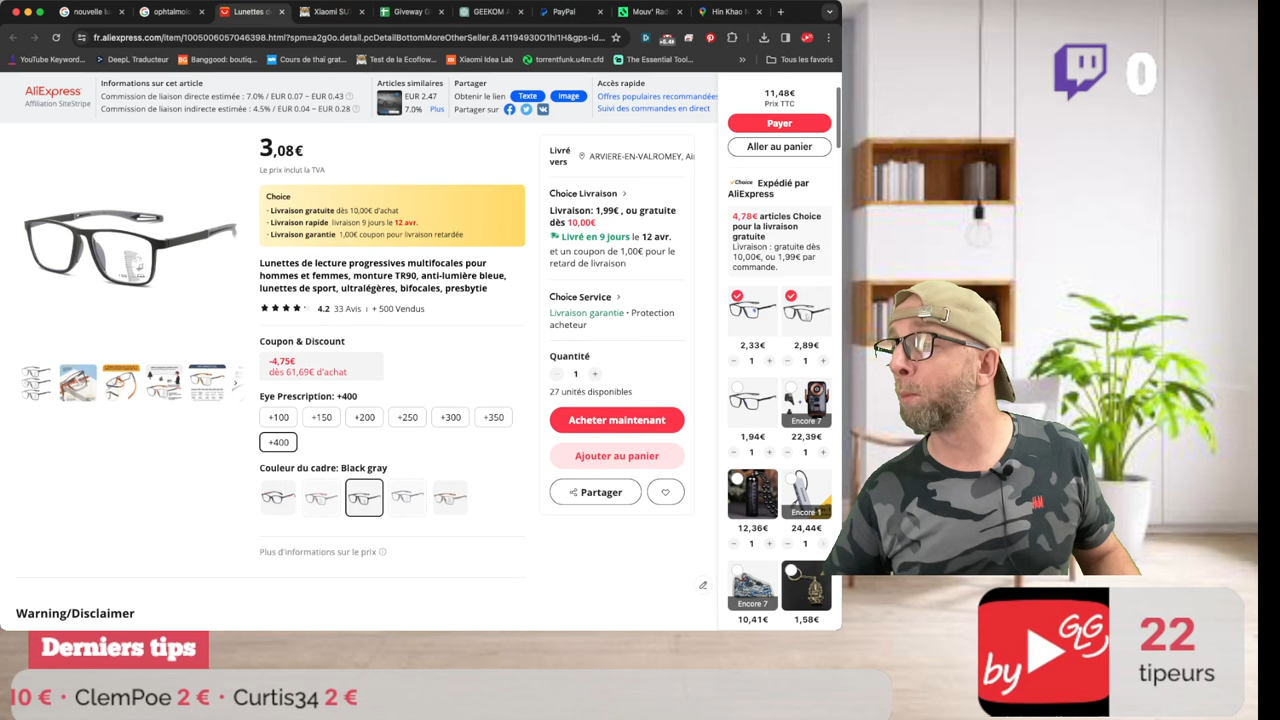 nouvelle lu
ophtalmolo
Lunettes de
Xiaomi SU7
Giveway G
GEEKOM A
PayPal
Mouv' Rad
Hin Khao N
fr.aliexpress.com/item/1005006057046398.html?spm=a2g0o.detail.pcDetailBottomMoreOtherSeller.8.41194930O1hl1H&gps-id...
YouTube Keyword...
DeepL Traducteur
Banggood: boutiq...
Cours de thaï grat...
Test de la Ecoflow...
Xiaomi Idea Lab
torrentfunk.u4m.cfd
The Essential Tool...
»
Tous les favoris
AliExpress
Affiliation SiteStripe
Informations sur cet article
Commission de liaison directe estimée : 7.0% / EUR 0.07 ~ EUR 0.43
Commission de liaison indirecte estimée : 4.5% / EUR 0.04 ~ EUR 0.28
Articles similaires
EUR 2.47
7.0% Plus
Partager
Obtenir le lien Texte Image
Partager sur
Accès rapide
Offres populaires recommandées
Suivi des commandes en direct
3,08€
Le prix inclut la TVA
Choice
· Livraison gratuite dès 10,00€ d'achat
· Livraison rapide livraison 9 jours le 12 avr.
· Livraison garantie 1,00€ coupon pour livraison retardée
Lunettes de lecture progressives multifocales pour
hommes et femmes, monture TR90, anti-lumière bleue,
lunettes de sport, ultralégères, bifocales, presbytie
4.2 33 Avis + 500 Vendus
Coupon & Discount
-4,75€
dès 61,69€ d'achat
Eye Prescription: +400
+100
+150
+200
+250
+300
+350
+400
Couleur du cadre: Black gray
Plus d'informations sur le prix
Warning/Disclaimer
Livré
vers
ARVIERE-EN-VALROMEY, Ai
Choice Livraison
Livraison: 1,99€ , ou gratuite
dès 10,00€
Livré en 9 jours le 12 avr.
et un coupon de 1,00€ pour le
retard de livraison
Choice Service
Livraison garantie • Protection
acheteur
Quantité
- 1 +
27 unités disponibles
Acheter maintenant
Ajouter au panier
Partager
11,48€
Prix TTC
Payer
Aller au panier
Choice Expédié par
AliExpress
4,78€ articles Choice
pour la livraison
gratuite
Livraison : gratuite dès
10,00€, ou 1,99€ par
commande.
2,33€
2,89€
- 1 +
- 1 +
Encore 7
1,94€
22,39€
- 1 +
- 1 +
Encore 1
12,36€
24,44€
- 1 +
- 1 +
Encore 7
10,41€
1,58€
0
H&M
Derniers tips
10 € · ClemPoe 2 € · Curtis34 2 €
by GLG
22
tipeurs